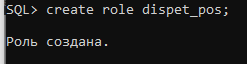 SQL> create role dispet_pos;
Роль создана.